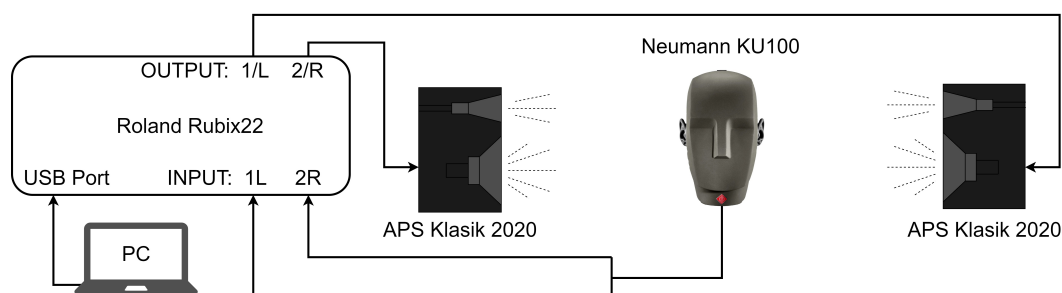 Neumann KU100
OUTPUT: 1/L 2/R
Roland Rubix22
USB Port INPUT: 1L 2R
APS Klasik 2020
APS Klasik 2020
PC